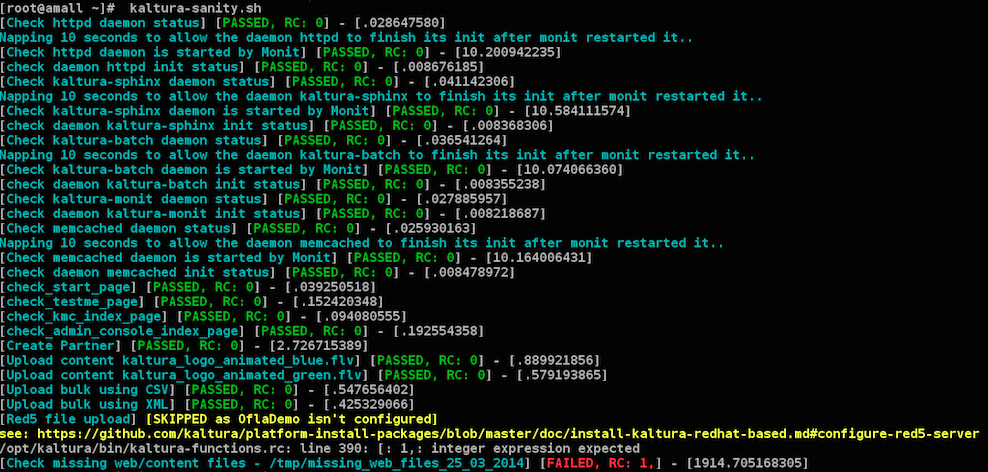 [root@amall ~]# kaltura-sanity.sh
[Check httpd daemon status] [PASSED, RC: 0] - [.028647580]
Napping 10 seconds to allow the daemon httpd to finish its init after monit restarted it..
[Check httpd daemon is started by Monit] [PASSED, RC: 0] - [10.200942235]
[check daemon httpd init status] [PASSED, RC: 0] - [.008676185]
[Check kaltura-sphinx daemon status] [PASSED, RC: 0] - [.041142306]
Napping 10 seconds to allow the daemon kaltura-sphinx to finish its init after monit restarted it..
[Check kaltura-sphinx daemon is started by Monit] [PASSED, RC: 0] - [10.584111574]
[check daemon kaltura-sphinx init status] [PASSED, RC: 0] - [.008368306]
[Check kaltura-batch daemon status] [PASSED, RC: 0] - [.036541264]
Napping 10 seconds to allow the daemon kaltura-batch to finish its init after monit restarted it..
[Check kaltura-batch daemon is started by Monit] [PASSED, RC: 0] - [10.074066360]
[check daemon kaltura-batch init status] [PASSED, RC: 0] - [.008355238]
[Check kaltura-monit daemon status] [PASSED, RC: 0] - [.027885957]
[check daemon kaltura-monit init status] [PASSED, RC: 0] - [.008218687]
[Check memcached daemon status] [PASSED, RC: 0] - [.025930163]
Napping 10 seconds to allow the daemon memcached to finish its init after monit restarted it..
[Check memcached daemon is started by Monit] [PASSED, RC: 0] - [10.164006431]
[check daemon memcached init status] [PASSED, RC: 0] - [.008478972]
[check_start_page] [PASSED, RC: 0] - [.039250518]
[check_testme_page] [PASSED, RC: 0] - [.152420348]
[check_kmc_index_page] [PASSED, RC: 0] - [.094080555]
[check_admin_console_index_page] [PASSED, RC: 0] - [.192554358]
[Create Partner] [PASSED, RC: 0] - [2.726715389]
[Upload content kaltura_logo_animated_blue.flv] [PASSED, RC: 0] - [.889921856]
[Upload content kaltura_logo_animated_green.flv] [PASSED, RC: 0] - [.579193865]
[Upload bulk using CSV] [PASSED, RC: 0] - [.547656402]
[Upload bulk using XML] [PASSED, RC: 0] - [.425329066]
[Red5 file upload] [SKIPPED as OflaDemo isn't configured]
see: https://github.com/kaltura/platform-install-packages/blob/master/doc/install-kaltura-redhat-based.md#configure-red5-server
/opt/kaltura/bin/kaltura-functions.rc: line 390: [: 1,: integer expression expected
[Check missing web/content files - /tmp/missing_web_files_25_03_2014] [FAILED, RC: 1,] - [1914.705168305]